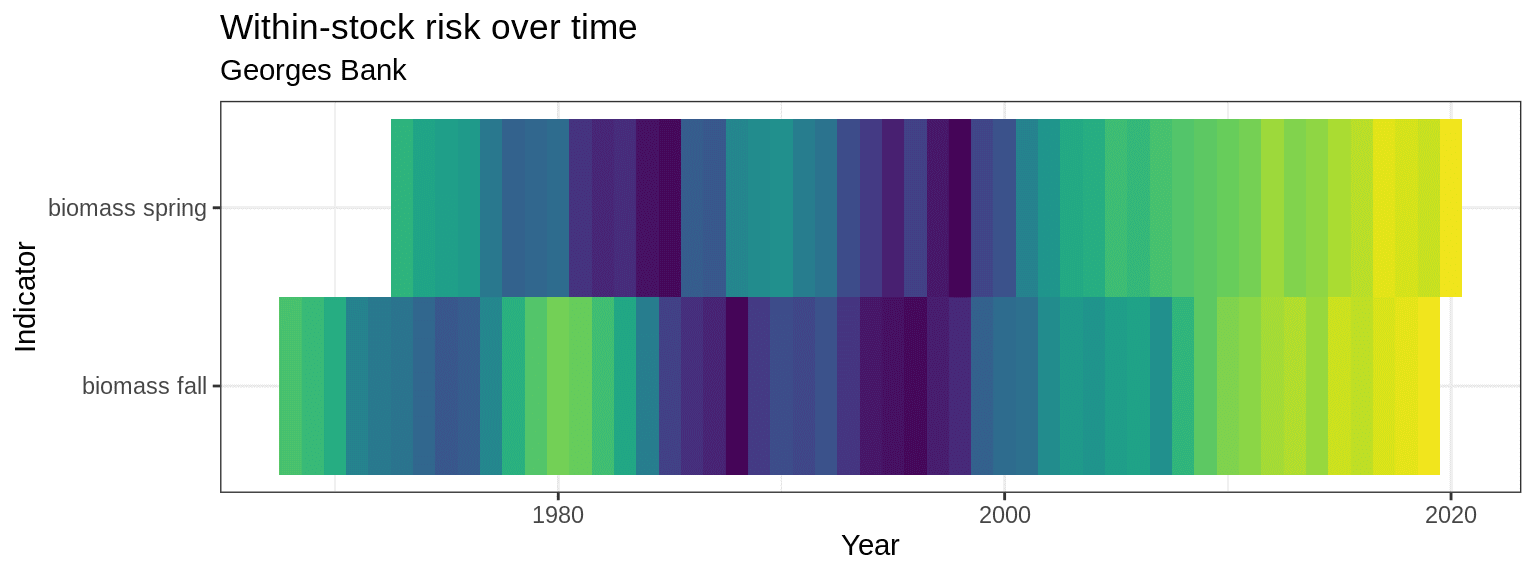 Within-stock risk over time
Georges Bank
Indicator
biomass spring
biomass fall
1980
2000
2020
Year